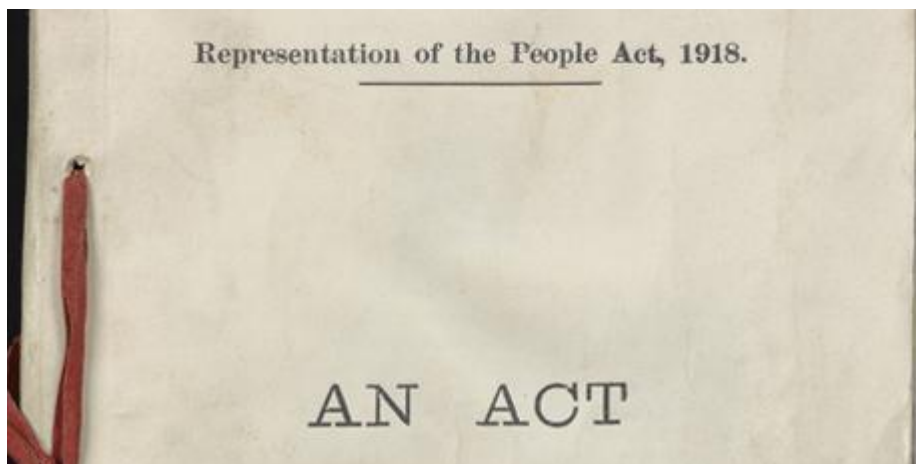 Representation of the People Act, 1918.
AN ACT